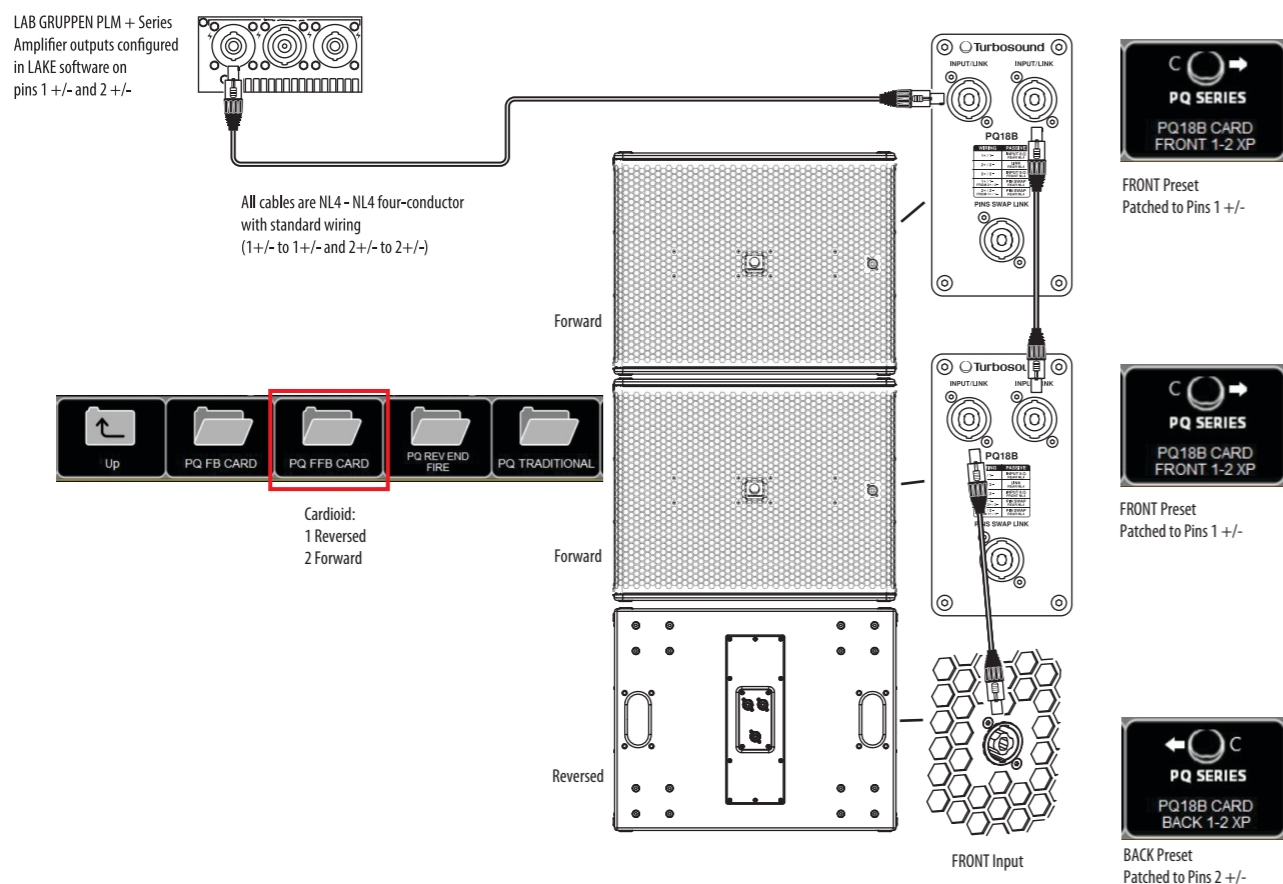 LAB GRUPPEN PLM + Series
Amplifier outputs configured
in LAKE software on
pins 1 +/- and 2 +/-
All cables are NL4 - NL4 four-conductor
with standard wiring
(1+/- to 1+/- and 2+/- to 2+/-)
Turbosound
INPUT/LINK
INPUT/LINK
PQ18B
WIRING
PASSIVE
PINS SWAP LINK
C
PQ SERIES
PQ18B CARD
FRONT 1-2 XP
FRONT Preset
Patched to Pins 1 +/-
Forward
Up
PQ FB CARD
PQ FFB CARD
PQ REV END
FIRE
PQ TRADITIONAL
Cardioid:
1 Reversed
2 Forward
Forward
INPUT/LINK
PQ18B
PASSIVE
SWAP LINK
C
PQ SERIES
PQ18B CARD
FRONT 1-2 XP
FRONT Preset
Patched to Pins 1 +/-
Reversed
FRONT Input
C
PQ SERIES
PQ18B CARD
BACK 1-2 XP
BACK Preset
Patched to Pins 2 +/-